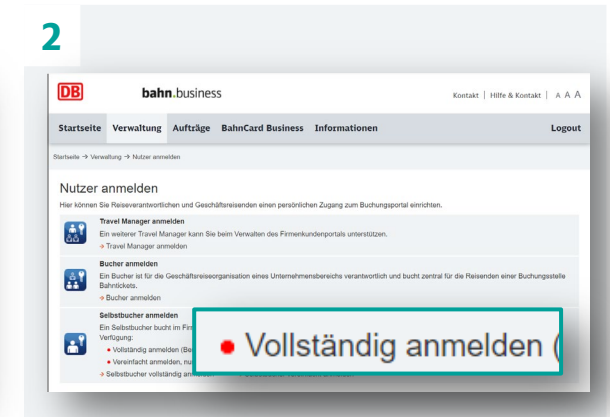 2
DB bahn.business Kontakt | Hilfe & Kontakt | A A A
Startseite Verwaltung Aufträge BahnCard Business Informationen Logout
Startseite → Verwaltung → Nutzer anmelden
Nutzer anmelden
Hier können Sie Reiseverantwortlichen und Geschäftsreisenden einen persönlichen Zugang zum Buchungsportal einrichten.
Travel Manager anmelden
Ein weiterer Travel Manager kann Sie beim Verwalten des Firmenkundenportals unterstützen.
→ Travel Manager anmelden
Bucher anmelden
Ein Bucher ist für die Geschäftsreiseorganisation eines Unternehmensbereichs verantwortlich und bucht zentral für die Reisenden einer Buchungsstelle
Bahntickets.
→ Bucher anmelden
Selbstbucher anmelden
Ein Selbstbucher bucht im
Verfügung:
• Vollständig anmelden
• Vereinfacht anmelden,
→ Selbstbucher vollständig
• Vollständig anmelden (